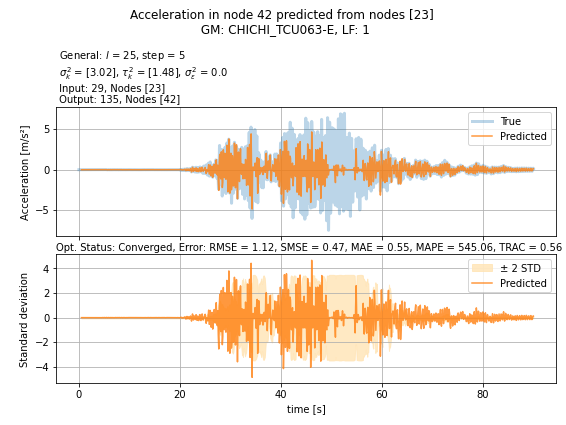 Acceleration in node 42 predicted from nodes [23]
GM: CHICHI_TCU063-E, LF: 1
General: l = 25, step = 5
σ²ₖ = [3.02], τ²ₖ = [1.48], σ²ε = 0.0
Input: 29, Nodes [23]
Output: 135, Nodes [42]
Acceleration [m/s²]
5
0
−5
True
Predicted
Opt. Status: Converged, Error: RMSE = 1.12, SMSE = 0.47, MAE = 0.55, MAPE = 545.06, TRAC = 0.56
Standard deviation
4
2
0
−2
−4
± 2 STD
Predicted
0 20 40 60 80
time [s]